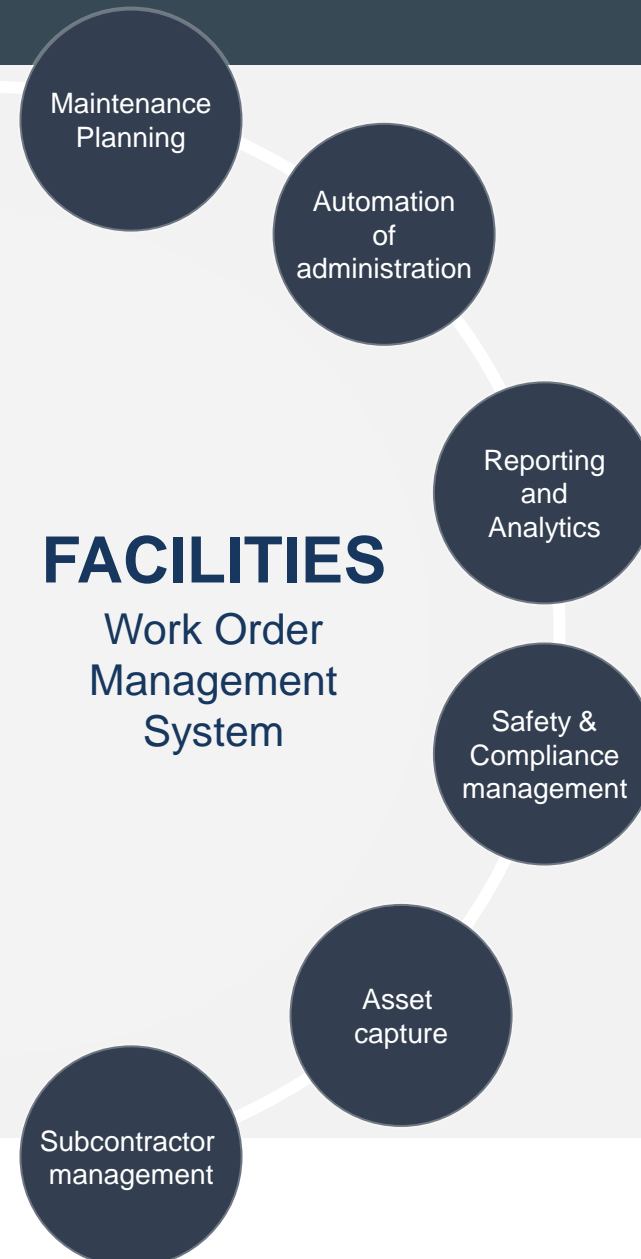 Maintenance
Planning
Automation
of
administration
Reporting
and
Analytics
FACILITIES
Work Order
Management
System
Safety &
Compliance
management
Asset
capture
Subcontractor
management